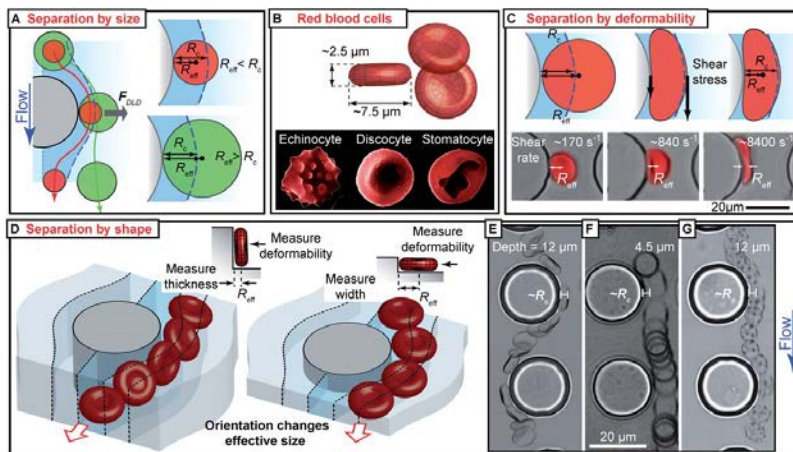 A Separation by size
Flow
F_DLD
R_c
R_eff
R_eff < R_c
R_c
R_eff
R_eff > R_c
B Red blood cells
~2.5 µm
~7.5 µm
Echinocyte
Discocyte
Stomatocyte
C Separation by deformability
R_c
R_eff
Shear
stress
R_c
R_eff
Shear
rate
~170 s⁻¹
R_eff
~840 s⁻¹
R_eff
~8400 s⁻¹
R_eff
20µm
D Separation by shape
Measure
deformability
Measure
thickness
R_eff
Measure
deformability
Measure
width
R_eff
Orientation changes
effective size
E
Depth = 12 µm
~R_c
F
4.5 µm
~R_c
20 µm
G
12 µm
~R_c
Flow